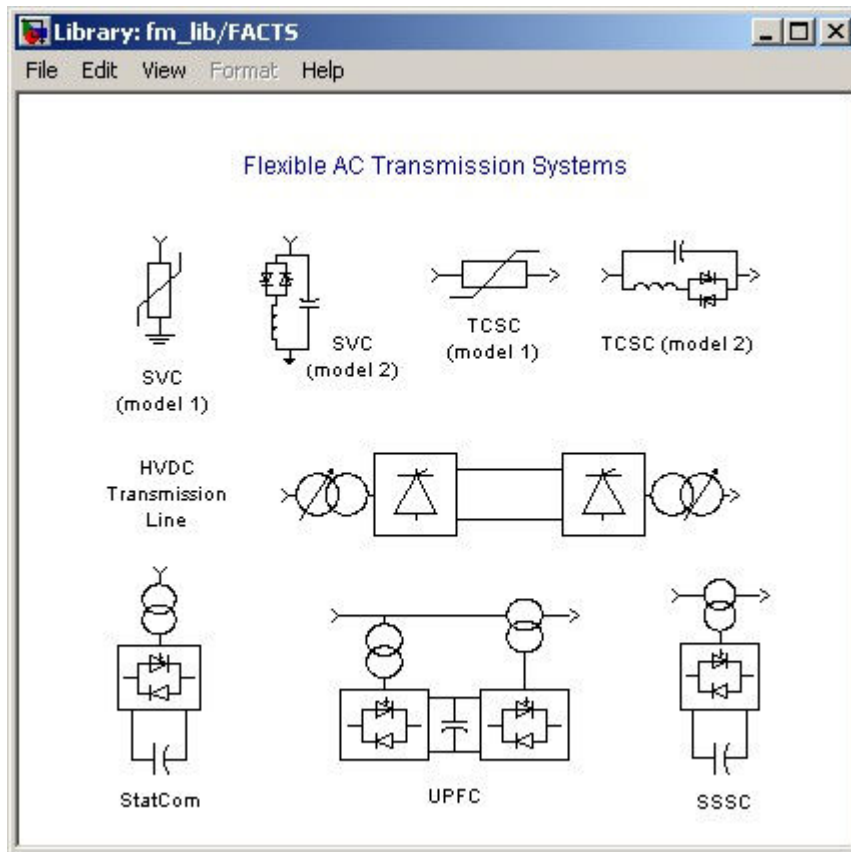 Library: fm_lib/FACTS
File Edit View Format Help
Flexible AC Transmission Systems
SVC
(model 1)
SVC
(model 2)
TCSC
(model 1)
TCSC (model 2)
HVDC
Transmission
Line
StatCom
UPFC
SSSC